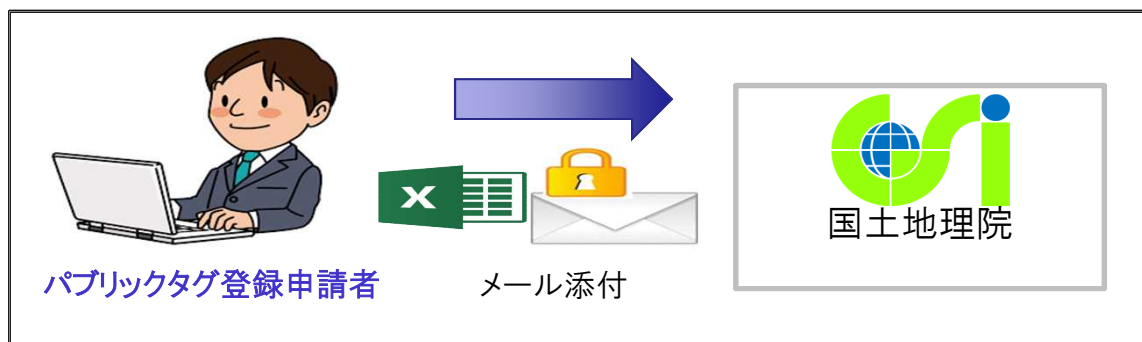 国土地理院
パブリックタグ登録申請者
メール添付